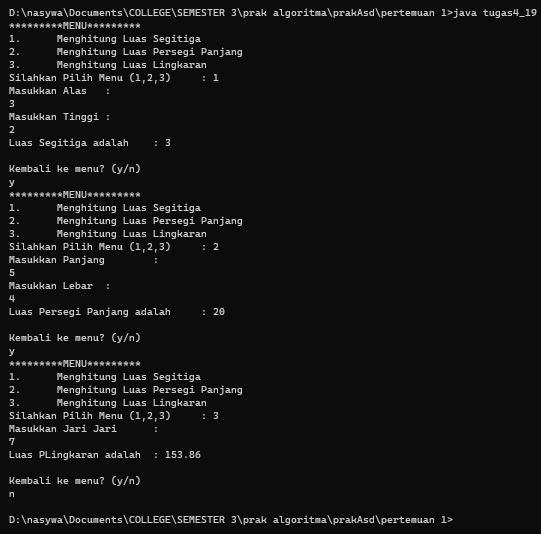 D:\nasywa\Documents\COLLEGE\SEMESTER 3\prak algoritma\prakAsd\pertemuan 1>java tugas4_19
*********MENU*********
1.      Menghitung Luas Segitiga
2.      Menghitung Luas Persegi Panjang
3.      Menghitung Luas Lingkaran
Silahkan Pilih Menu (1,2,3)     : 1
Masukkan Alas   :
3
Masukkan Tinggi :
2
Luas Segitiga adalah    : 3

Kembali ke menu? (y/n)
y
*********MENU*********
1.      Menghitung Luas Segitiga
2.      Menghitung Luas Persegi Panjang
3.      Menghitung Luas Lingkaran
Silahkan Pilih Menu (1,2,3)     : 2
Masukkan Panjang        :
5
Masukkan Lebar  :
4
Luas Persegi Panjang adalah     : 20

Kembali ke menu? (y/n)
y
*********MENU*********
1.      Menghitung Luas Segitiga
2.      Menghitung Luas Persegi Panjang
3.      Menghitung Luas Lingkaran
Silahkan Pilih Menu (1,2,3)     : 3
Masukkan Jari Jari      :
7
Luas PLingkaran adalah  : 153.86

Kembali ke menu? (y/n)
n

D:\nasywa\Documents\COLLEGE\SEMESTER 3\prak algoritma\prakAsd\pertemuan 1>